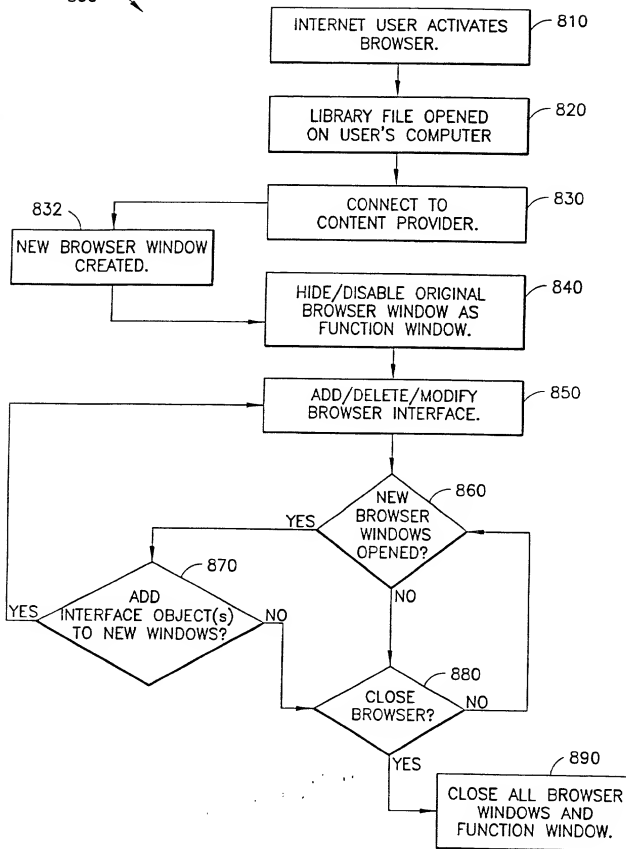 810
INTERNET USER ACTIVATES
BROWSER.
820
LIBRARY FILE OPENED
ON USER'S COMPUTER
830
CONNECT TO
CONTENT PROVIDER.
832
NEW BROWSER WINDOW
CREATED.
840
HIDE/DISABLE ORIGINAL
BROWSER WINDOW AS
FUNCTION WINDOW.
850
ADD/DELETE/MODIFY
BROWSER INTERFACE.
860
NEW
BROWSER
WINDOWS
OPENED?
YES
NO
870
ADD
INTERFACE OBJECT(s)
TO NEW WINDOWS?
YES
NO
880
CLOSE
BROWSER?
NO
YES
890
CLOSE ALL BROWSER
WINDOWS AND
FUNCTION WINDOW.